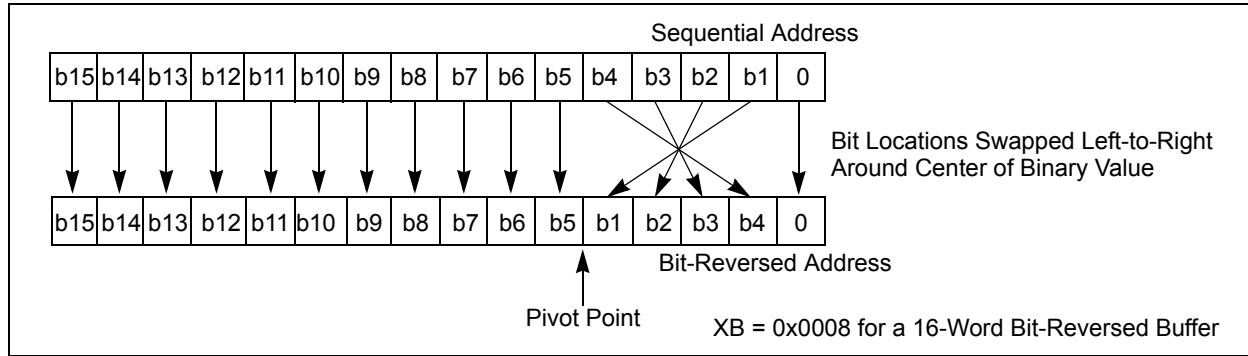 Sequential Address
b15 b14 b13 b12 b11 b10 b9 b8 b7 b6 b5 b4 b3 b2 b1 0
Bit Locations Swapped Left-to-Right
Around Center of Binary Value
b15 b14 b13 b12 b11 b10 b9 b8 b7 b6 b5 b1 b2 b3 b4 0
Bit-Reversed Address
Pivot Point
XB = 0x0008 for a 16-Word Bit-Reversed Buffer